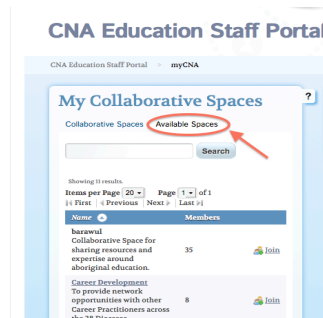 CNA Education Staff Portal
CNA Education Staff Portal > myCNA
?
My Collaborative Spaces
Collaborative Spaces Available Spaces
Search
Showing 11 results.
Items per Page 20 Page 1 of 1
First Previous Next Last
Name Members
barawul
Collaborative Space for
sharing resources and 35 Join
expertise around
aboriginal education.
Career Development
To provide network
opportunities with other 8 Join
Career Practitioners across
the 28 Dioceses